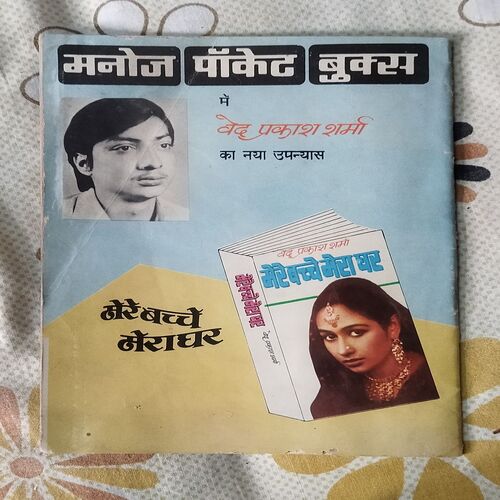 मनोज पॉकेट बुक्स
में
वेद प्रकाश शर्मा
का नया उपन्यास
वेद प्रकाश शर्मा
मेरे बच्चे मेरा घर
मेरे बच्चे मेरा घर
मेरे बच्चे
मेरा घर